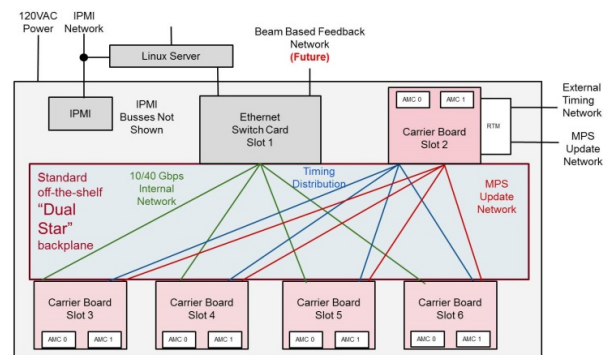 120VAC
Power
IPMI
Network
Linux Server
Beam Based Feedback
Network
(Future)
IPMI
IPMI
Busses Not
Shown
Ethernet
Switch Card
Slot 1
AMC 0
AMC 1
Carrier Board
Slot 2
RTM
External
Timing
Network
MPS
Update
Network
Standard
off-the-shelf
“Dual
Star”
backplane
10/40 Gbps
Internal
Network
Timing
Distribution
MPS
Update
Network
Carrier Board
Slot 3
AMC 0
AMC 1
Carrier Board
Slot 4
AMC 0
AMC 1
Carrier Board
Slot 5
AMC 0
AMC 1
Carrier Board
Slot 6
AMC 0
AMC 1